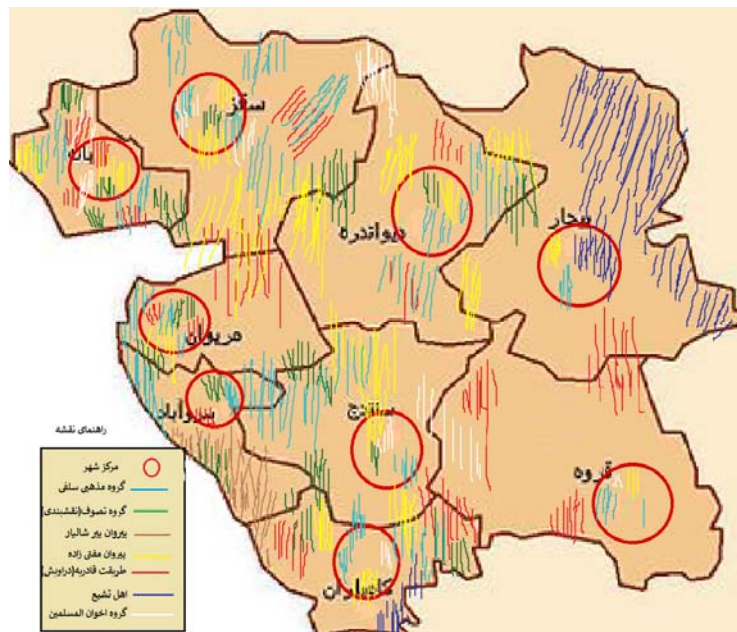 سقز
بانه
دیواندره
بیجار
مریوان
سروآباد
سنندج
قروه
کامیاران
راهنمای نقشه
مرکز شهر
گروه مذهبی سلفی
گروه تصوف(نقشبندی)
پیروان پیر شالیار
پیروان مفتی زاده
طریقت قادریه(دراویش)
اهل تشیع
گروه اخوان المسلمین